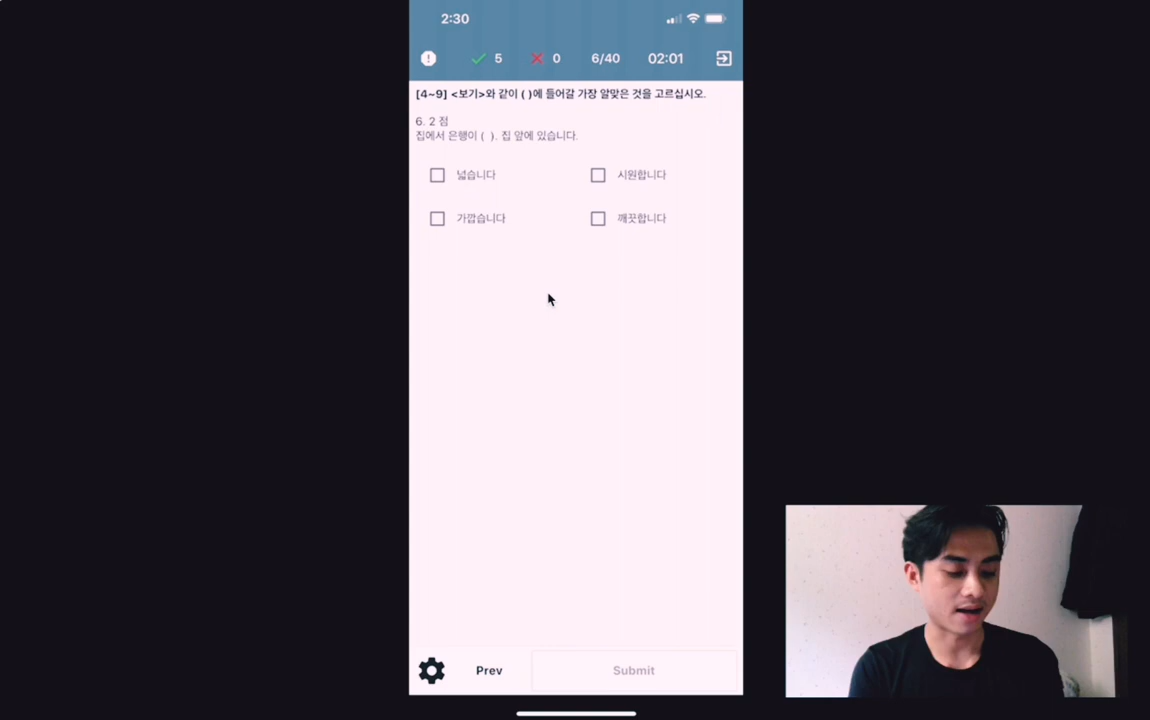 2:30
5 0 6/40 02:01
[4~9] <보기>와 같이 ( )에 들어갈 가장 알맞은 것을 고르십시오.
6. 2 점
집에서 은행이 ( ). 집 앞에 있습니다.
넓습니다 시원합니다
가깝습니다 깨끗합니다
Prev Submit